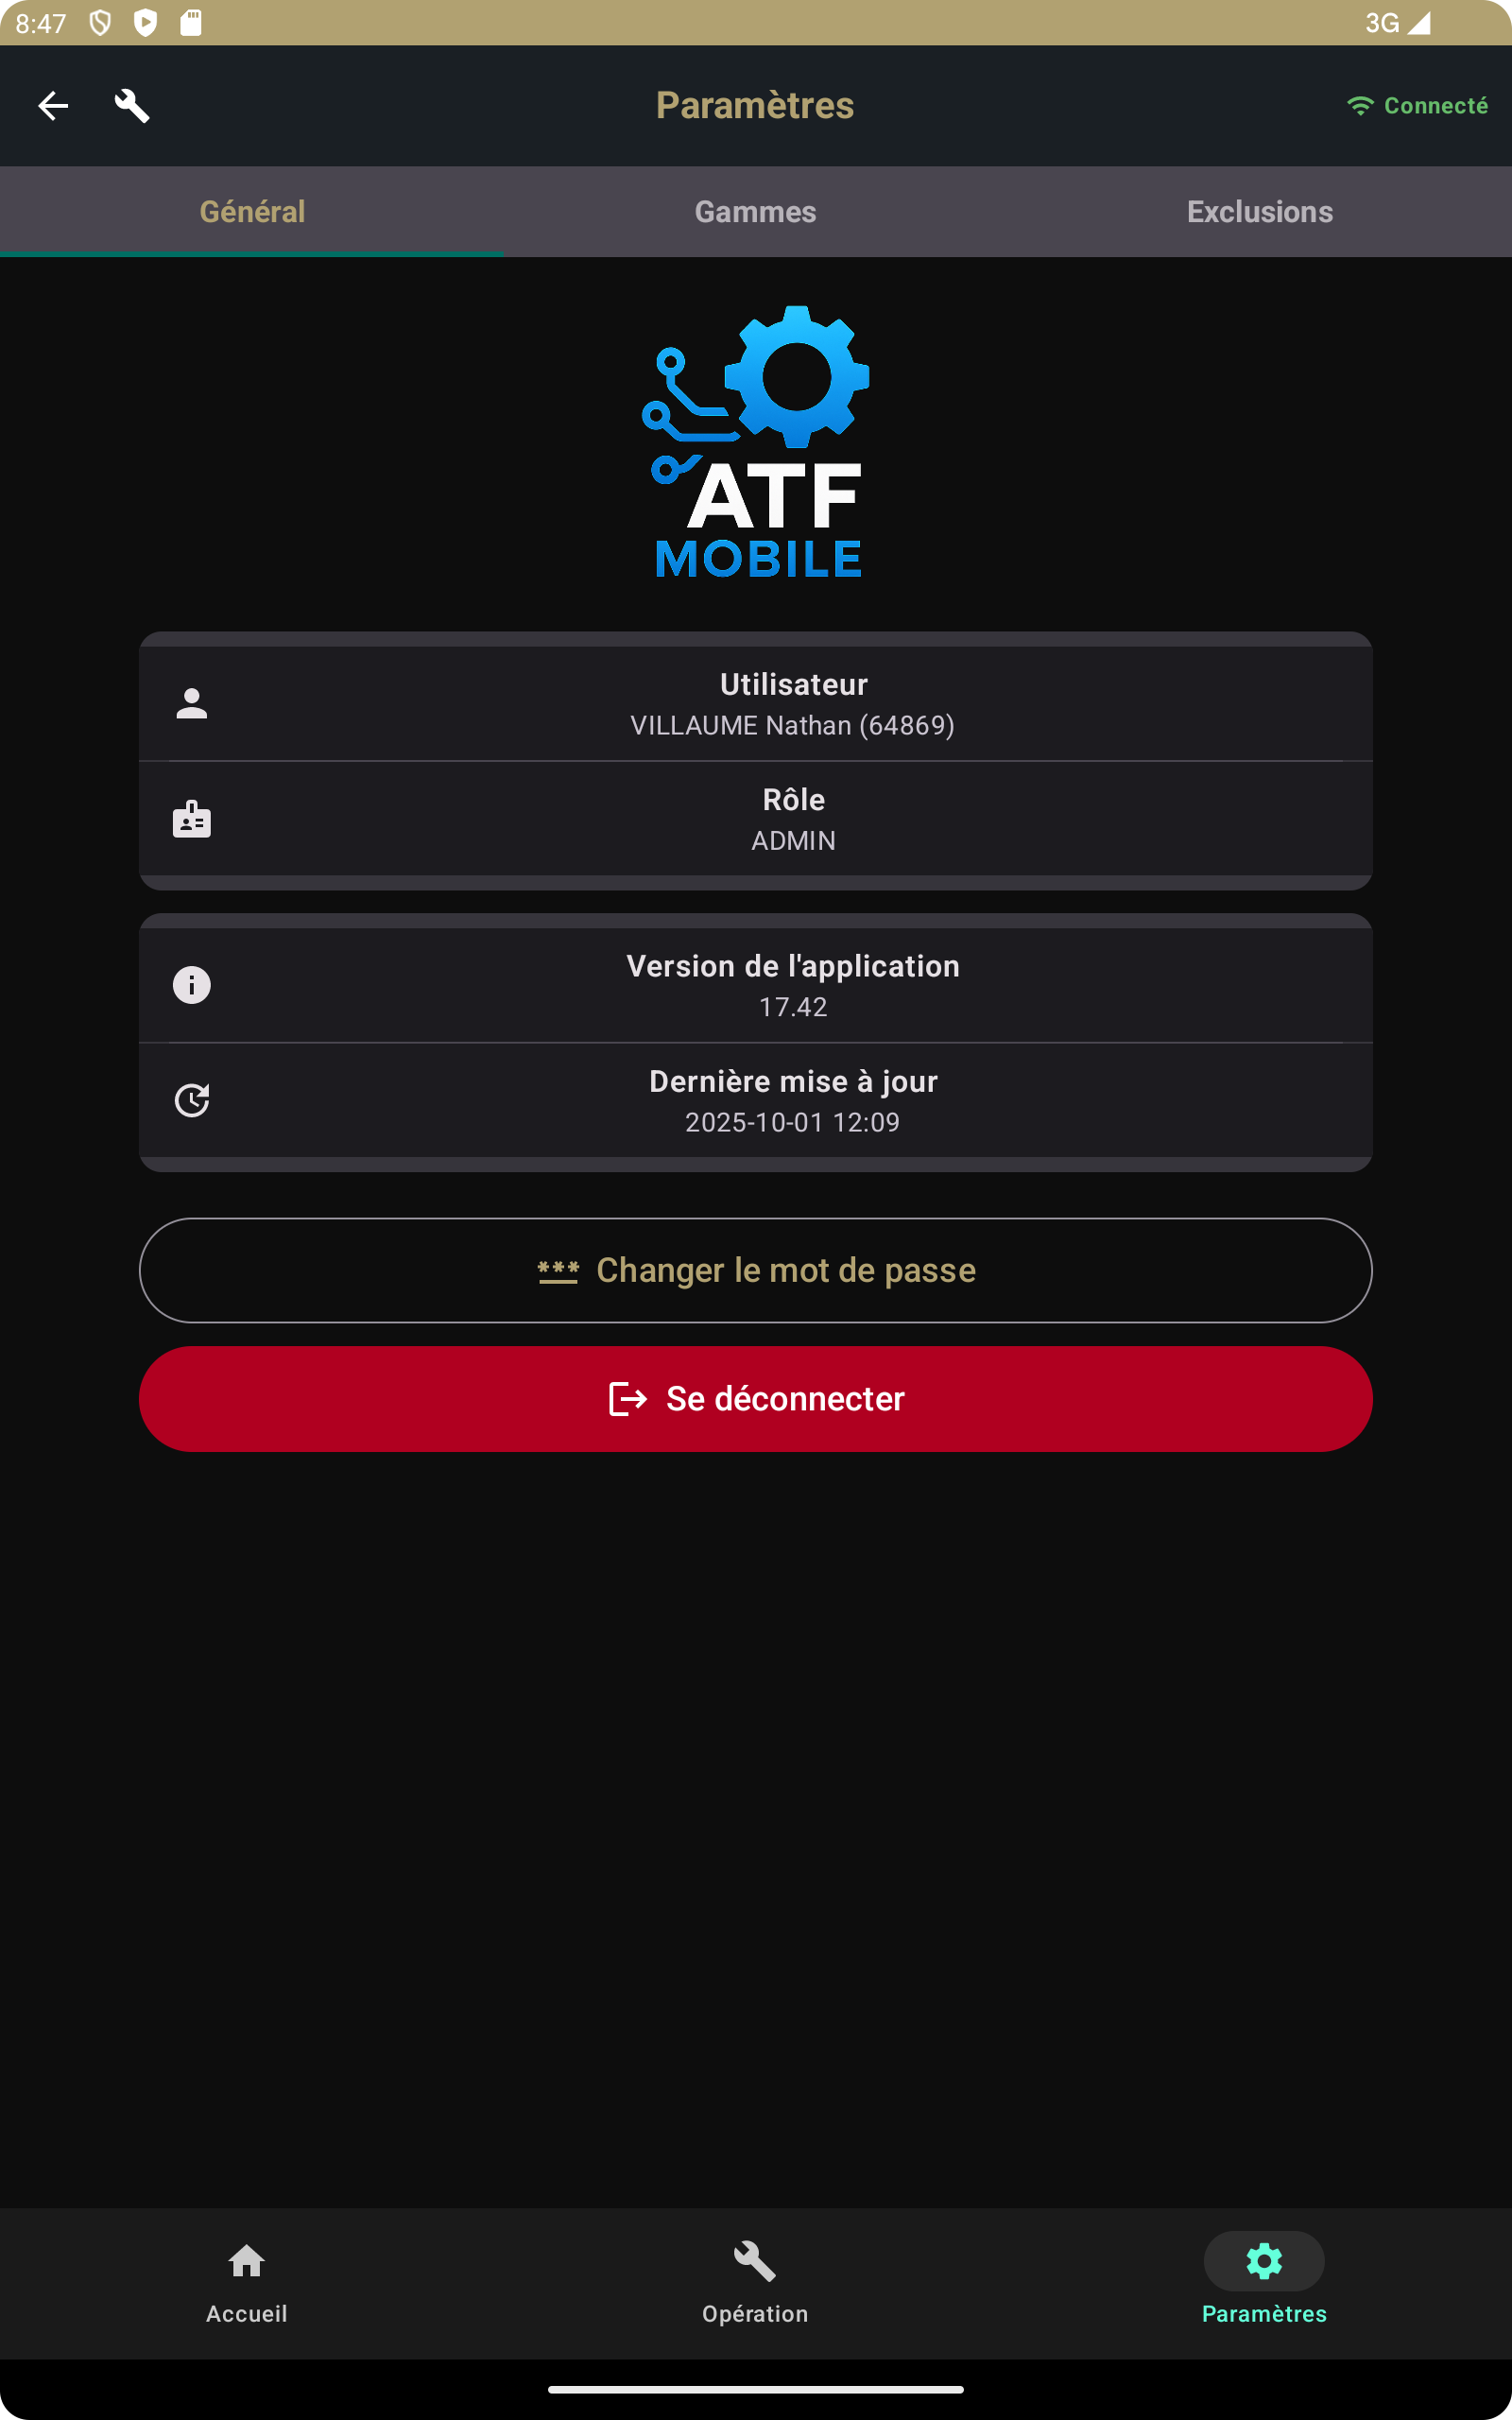 8:47
3G
Paramètres
Connecté
Général
Gammes
Exclusions
ATF
MOBILE
Utilisateur
VILLAUME Nathan (64869)
Rôle
ADMIN
Version de l'application
17.42
Dernière mise à jour
2025-10-01 12:09
*** Changer le mot de passe
Se déconnecter
Accueil
Opération
Paramètres